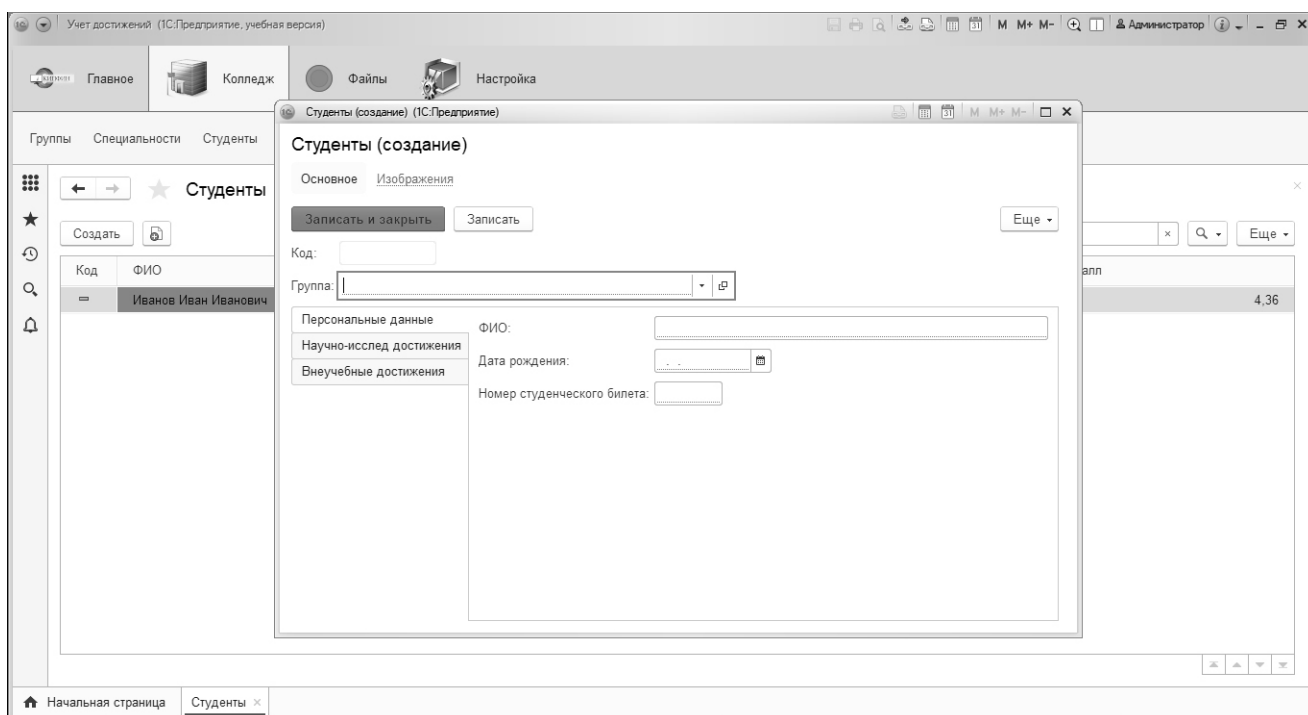 Учет достижений (1С:Предприятие, учебная версия)
M M+ M- Администратор
Главное Колледж Файлы Настройка
Студенты (создание) (1С:Предприятие)
M M+ M-
Группы Специальности Студенты
Студенты (создание)
Основное Изображения
Студенты
Записать и закрыть Записать Еще
Создать Еще
Код:
Код ФИО алл
Группа:
Иванов Иван Иванович 4,36
Персональные данные
ФИО:
Научно-исслед достижения
Дата рождения: . .
Внеучебные достижения
Номер студенческого билета:
Начальная страница Студенты ×